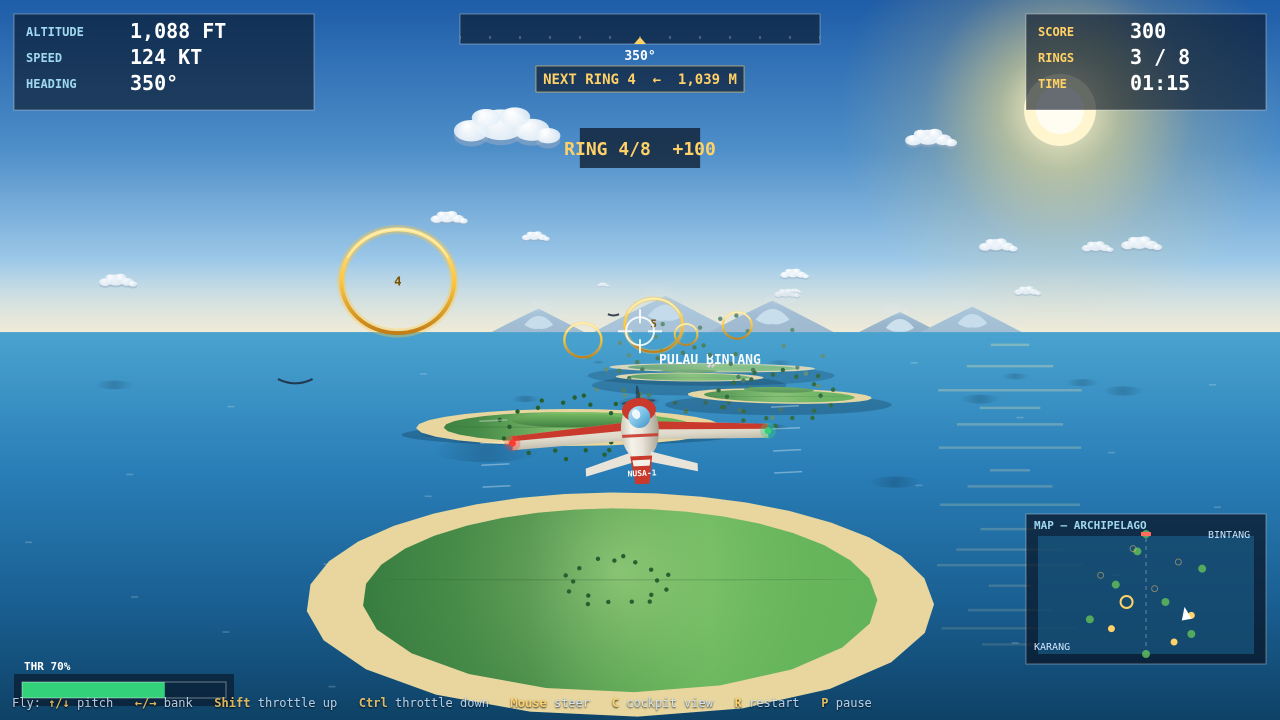 ALTITUDE 1,088 FT
SPEED 124 KT
HEADING 350°
350°
NEXT RING 4 ← 1,039 M
SCORE 300
RINGS 3 / 8
TIME 01:15
RING 4/8 +100
4
5
PULAU BINTANG
NUSA-1
MAP — ARCHIPELAGO
BINTANG
KARANG
THR 70%
Fly: ↑/↓ pitch ←/→ bank Shift throttle up Ctrl throttle down Mouse steer C cockpit view R restart P pause